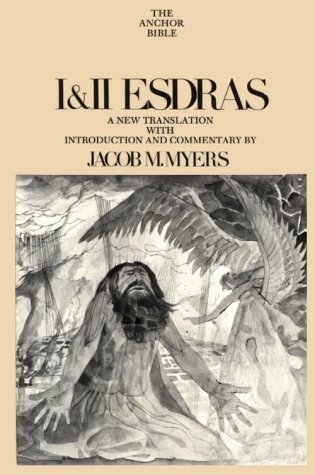 THE
ANCHOR
BIBLE
I & II ESDRAS
A NEW TRANSLATION
WITH
INTRODUCTION AND COMMENTARY BY
JACOB M. MYERS